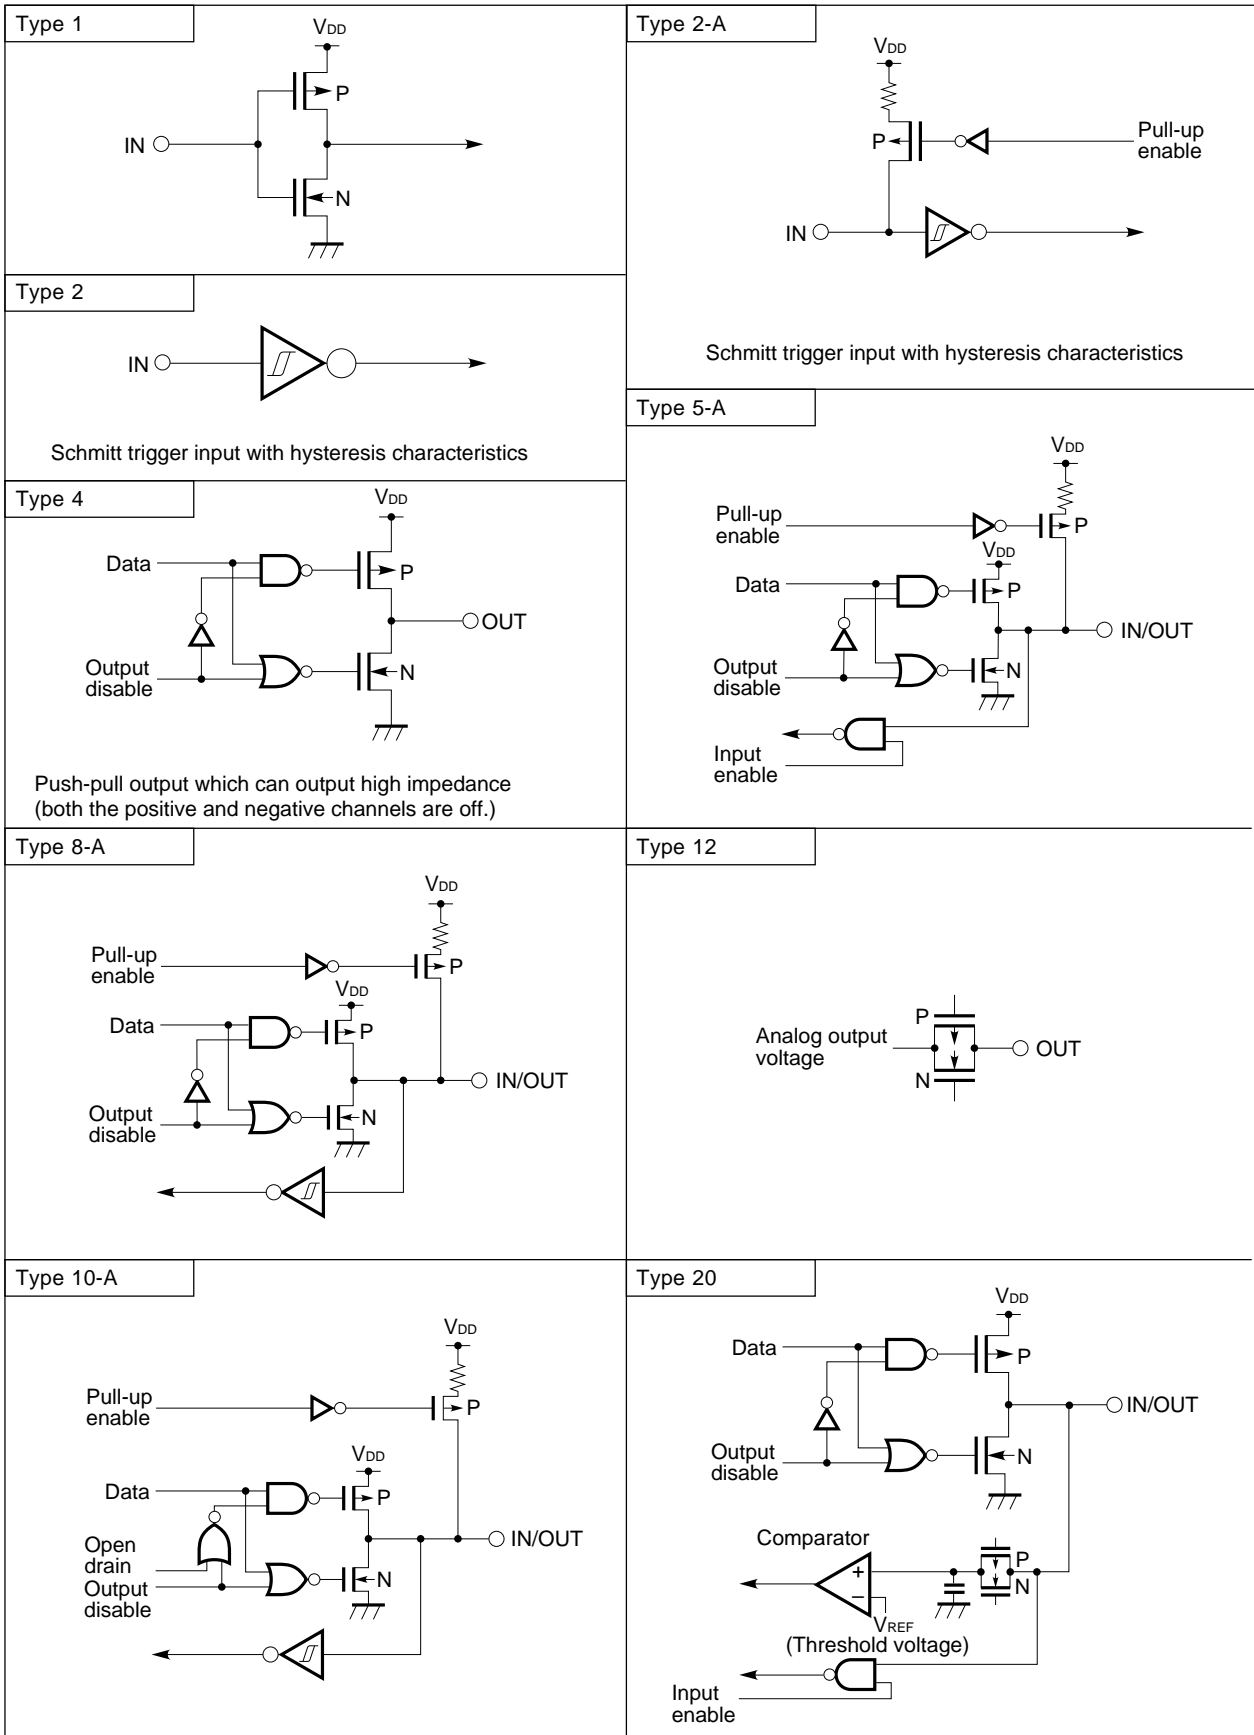 Type 1
VDD
P
IN
N
Type 2-A
VDD
P
Pull-up
enable
IN
Schmitt trigger input with hysteresis characteristics
Type 2
IN
Schmitt trigger input with hysteresis characteristics
Type 5-A
VDD
Pull-up
enable
P
VDD
Data
P
IN/OUT
Output
disable
N
Input
enable
Type 4
VDD
Data
P
OUT
Output
disable
N
Push-pull output which can output high impedance
(both the positive and negative channels are off.)
Type 8-A
VDD
Pull-up
enable
P
VDD
Data
P
IN/OUT
Output
disable
N
Type 12
P
Analog output
voltage
OUT
N
Type 10-A
VDD
Pull-up
enable
P
VDD
Data
P
IN/OUT
Open
drain
Output
disable
N
Type 20
VDD
Data
P
IN/OUT
Output
disable
N
Comparator
P
N
+
−
VREF
(Threshold voltage)
Input
enable